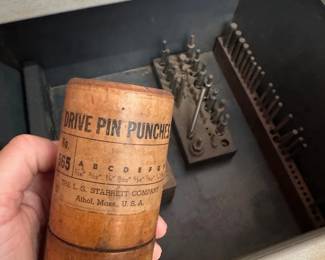 DRIVE PIN PUNCHES
No.
565
A B C D E F G
THE L. S. STARRETT COMPANY
Athol, Mass., U. S. A.